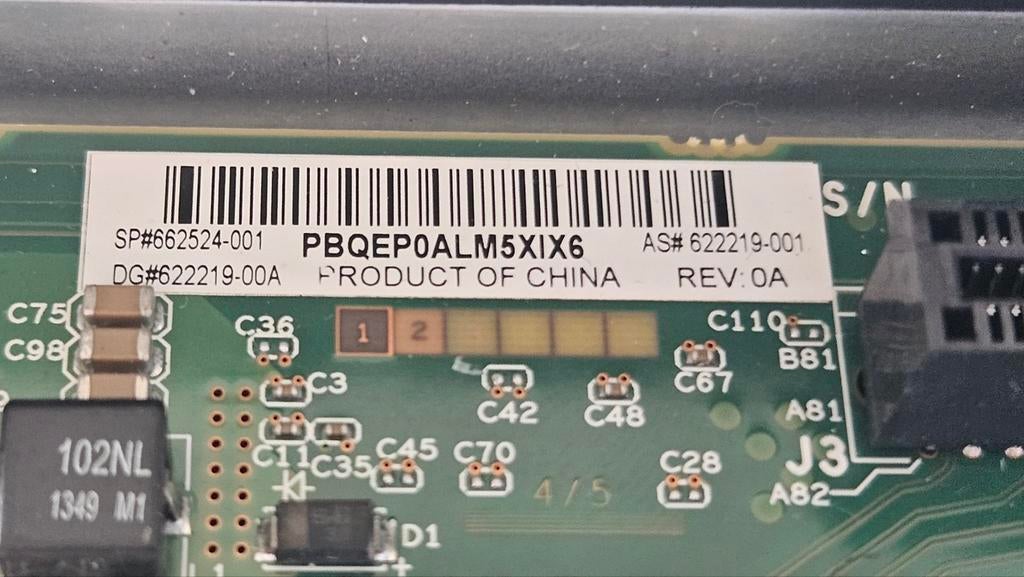 S/N
SP#662524-001 PBQEP0ALM5XIX6 AS# 622219-001
DG#622219-00A PRODUCT OF CHINA REV: 0A
C75
C36
1 2
C110
C98
B81
C67
C3
C42
C48
A81
C11
C35
C45
C70
C28
J3
A82
102NL
1349 M1
4/5
D1
+